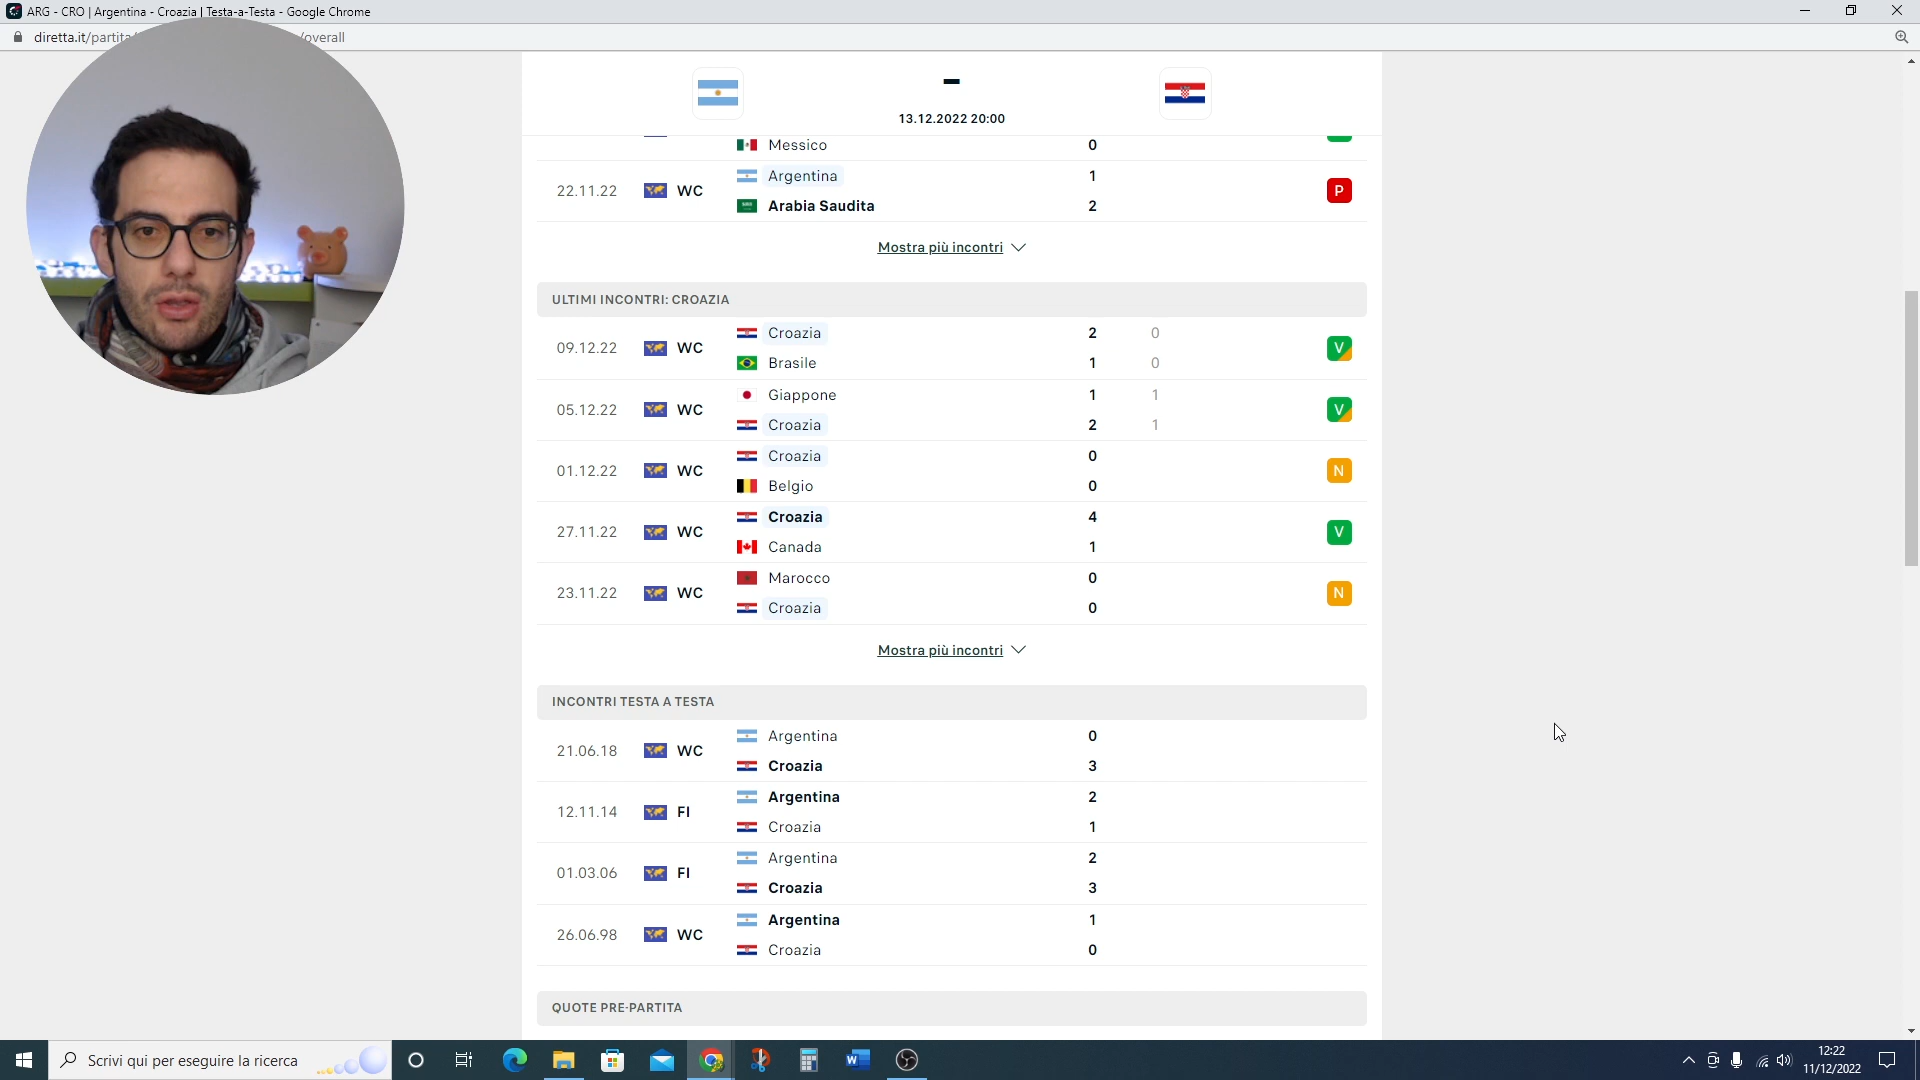 ARG - CRO | Argentina - Croazia | Testa-a-Testa - Google Chrome
diretta.it/partita/ /overall
13.12.2022 20:00
Messico 0
22.11.22 WC Argentina 1 P
Arabia Saudita 2
Mostra più incontri
ULTIMI INCONTRI: CROAZIA
09.12.22 WC Croazia 2 0 V
Brasile 1 0
05.12.22 WC Giappone 1 1 V
Croazia 2 1
01.12.22 WC Croazia 0 N
Belgio 0
27.11.22 WC Croazia 4 V
Canada 1
23.11.22 WC Marocco 0 N
Croazia 0
Mostra più incontri
INCONTRI TESTA A TESTA
21.06.18 WC Argentina 0
Croazia 3
12.11.14 FI Argentina 2
Croazia 1
01.03.06 FI Argentina 2
Croazia 3
26.06.98 WC Argentina 1
Croazia 0
QUOTE PRE-PARTITA
Scrivi qui per eseguire la ricerca
12:22
11/12/2022